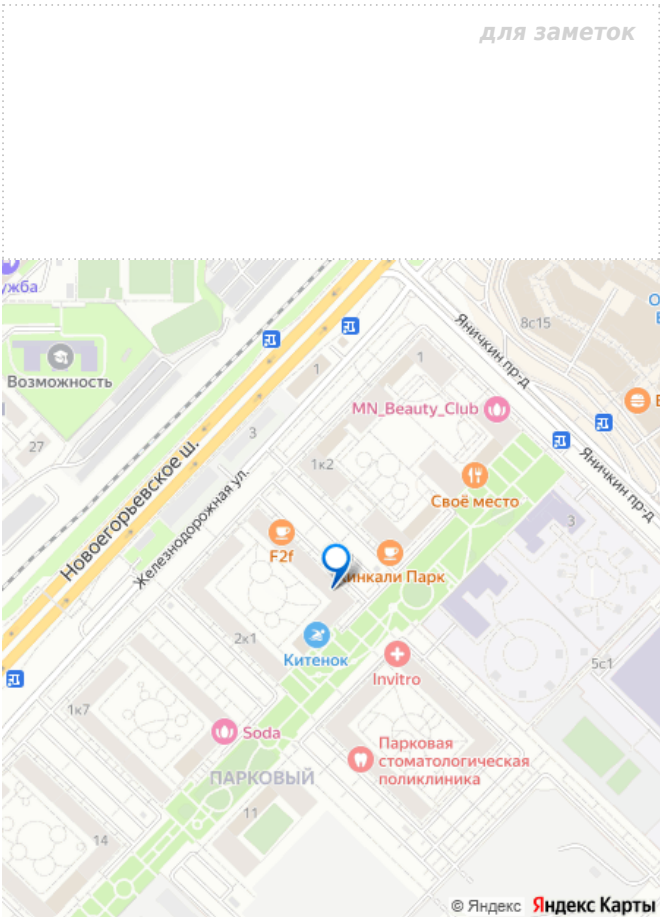 для заметок
ужба
8с15
Яничкин пр-д
Возможность
1
1
MN_Beauty_Club
27
3
Новоегорьевское ш.
1к2
Яничкин пр-д
Своё место
Железнодорожная ул.
3
F2f
инкали Парк
2к1
Китенок
5с1
Invitro
1к7
Soda
Парковая
стоматологическая
поликлиника
ПАРКОВЫЙ
11
14
© Яндекс Яндекс Карты